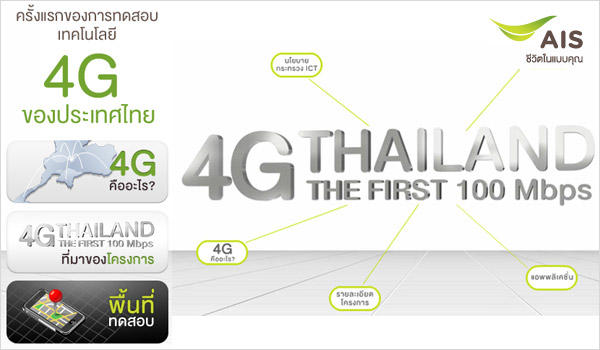 ครั้งแรกของการทดสอบ
เทคโนโลยี
4G
ของประเทศไทย
4G
คืออะไร?
4G THAILAND
THE FIRST 100 Mbps
ที่มาของโครงการ
พื้นที่
ทดสอบ
AIS
ชีวิตในแบบคุณ
นโยบาย
กระทรวง ICT
4G THAILAND
THE FIRST 100 Mbps
4G
คืออะไร?
รายละเอียด
โครงการ
แอพพลิเคชั่น